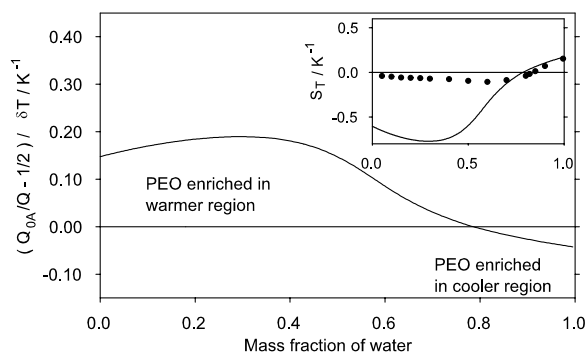 ( Q0A/Q - 1/2 ) / δT / K-1
0.40
0.30
0.20
0.10
0.00
-0.10
0.0
0.2
0.4
0.6
0.8
1.0
Mass fraction of water
PEO enriched in
warmer region
PEO enriched
in cooler region
ST / K-1
0.5
0.0
-0.5
0.0
0.5
1.0